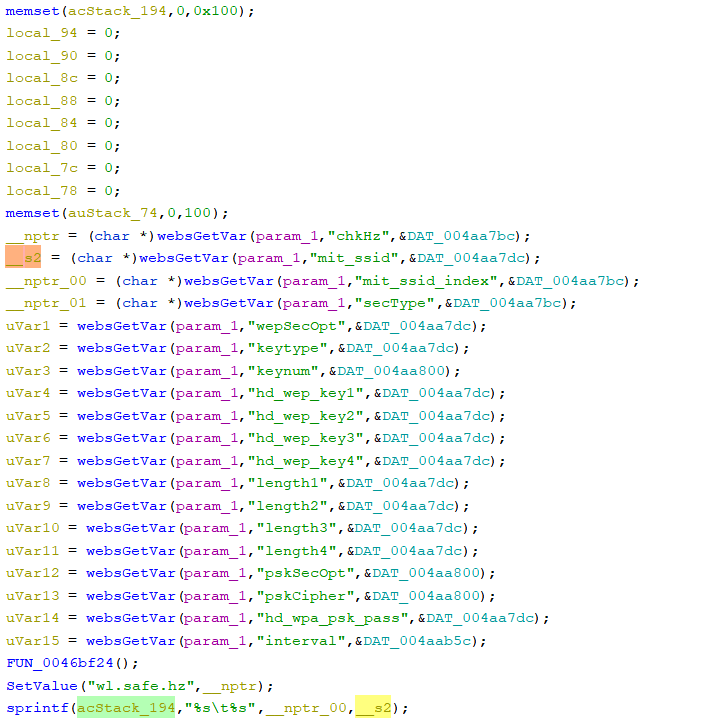 memset(acStack_194,0,0x100);
local_94 = 0;
local_90 = 0;
local_8c = 0;
local_88 = 0;
local_84 = 0;
local_80 = 0;
local_7c = 0;
local_78 = 0;
memset(auStack_74,0,100);
__nptr = (char *)websGetVar(param_1,"chkHz",&DAT_004aa7bc);
__s2 = (char *)websGetVar(param_1,"mit_ssid",&DAT_004aa7dc);
__nptr_00 = (char *)websGetVar(param_1,"mit_ssid_index",&DAT_004aa7bc);
__nptr_01 = (char *)websGetVar(param_1,"secType",&DAT_004aa7bc);
uVar1 = websGetVar(param_1,"wepSecOpt",&DAT_004aa7dc);
uVar2 = websGetVar(param_1,"keytype",&DAT_004aa7dc);
uVar3 = websGetVar(param_1,"keynum",&DAT_004aa800);
uVar4 = websGetVar(param_1,"hd_wep_key1",&DAT_004aa7dc);
uVar5 = websGetVar(param_1,"hd_wep_key2",&DAT_004aa7dc);
uVar6 = websGetVar(param_1,"hd_wep_key3",&DAT_004aa7dc);
uVar7 = websGetVar(param_1,"hd_wep_key4",&DAT_004aa7dc);
uVar8 = websGetVar(param_1,"length1",&DAT_004aa7dc);
uVar9 = websGetVar(param_1,"length2",&DAT_004aa7dc);
uVar10 = websGetVar(param_1,"length3",&DAT_004aa7dc);
uVar11 = websGetVar(param_1,"length4",&DAT_004aa7dc);
uVar12 = websGetVar(param_1,"pskSecOpt",&DAT_004aa800);
uVar13 = websGetVar(param_1,"pskCipher",&DAT_004aa800);
uVar14 = websGetVar(param_1,"hd_wpa_psk_pass",&DAT_004aa7dc);
uVar15 = websGetVar(param_1,"interval",&DAT_004aab5c);
FUN_0046bf24();
SetValue("wl.safe.hz",__nptr);
sprintf(acStack_194,"%s\t%s",__nptr_00,__s2);